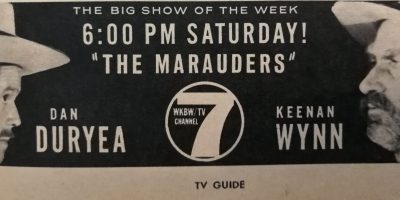 THE BIG SHOW OF THE WEEK
6:00 PM SATURDAY!
"THE MARAUDERS"
DAN
DURYEA
WKBW/TV
CHANNEL
7
KEENAN
WYNN
TV GUIDE